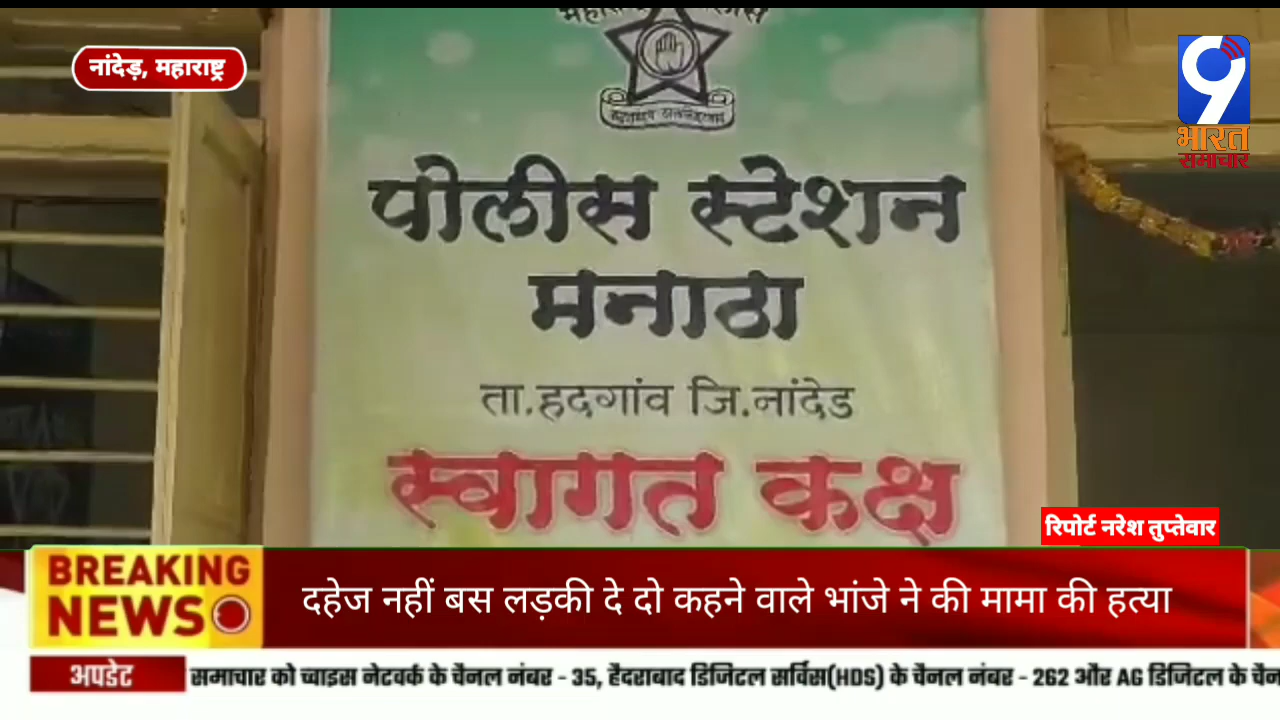 नांदेड़, महाराष्ट्र
9
भारत
समाचार
पोलीस स्टेशन
मनाठा
ता.हदगांव जि.नांदेड
स्वागत कक्ष
रिपोर्ट नरेश तुप्तेवार
BREAKING
NEWS
दहेज नहीं बस लड़की दे दो कहने वाले भांजे ने की मामा की हत्या
अपडेट
समाचार को च्वाइस नेटवर्क के चैनल नंबर - 35, हैदराबाद डिजिटल सर्विस(HDS) के चैनल नंबर - 262 और AG डिजिटल के